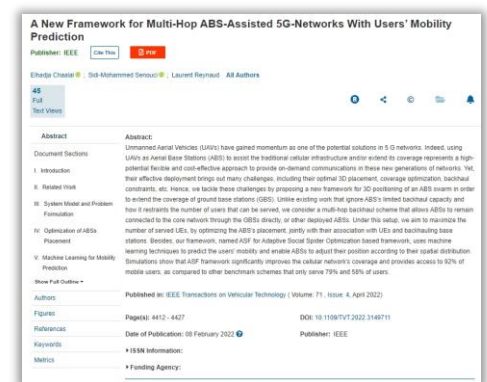 A New Framework for Multi-Hop ABS-Assisted 5G-Networks With Users' Mobility
Prediction
Publisher: IEEE
Cite This
PDF
Elhadja Chaalal ; Sidi-Mohammed Senouci ; Laurent Reynaud All Authors
45
Full
Text Views
Abstract
Document Sections
I. Introduction
II. Related Work
III. System Model and Problem
Formulation
IV. Optimization of ABSs
Placement
V. Machine Learning for Mobility
Prediction
Show Full Outline
Authors
Figures
References
Keywords
Metrics
Abstract:
Unmanned Aerial Vehicles (UAVs) have gained momentum as one of the potential solutions in 5 G networks. Indeed, using
UAVs as Aerial Base Stations (ABS) to assist the traditional cellular infrastructure and/or extend its coverage represents a high-
potential flexible and cost-effective approach to provide on-demand communications in these new generations of networks. Yet,
their effective deployment brings out many challenges, including their optimal 3D placement, coverage optimization, backhaul
constraints, etc. Hence, we tackle these challenges by proposing a new framework for 3D positioning of an ABS swarm in order
to extend the coverage of ground base stations (GBS). Unlike existing work that ignore ABS's limited backhaul capacity and
how it restraints the number of users that can be served, we consider a multi-hop backhaul scheme that allows ABSs to remain
connected to the core network through the GBSs directly, or other deployed ABSs. Under this setup, we aim to maximize the
number of served UEs, by optimizing the ABS's placement, jointly with their association with UEs and backhauling base
stations. Besides, our framework, named ASF for Adaptive Social Spider Optimization based framework, uses machine
learning techniques to predict the users' mobility and enable ABSs to adjust their position according to their spatial distribution.
Simulations show that ASF framework significantly improves the cellular network's coverage and provides access to 92% of
mobile users, as compared to other benchmark schemes that only serve 79% and 58% of users.
Published in: IEEE Transactions on Vehicular Technology ( Volume: 71 , Issue: 4, April 2022)
Page(s): 4412 - 4427
DOI: 10.1109/TVT.2022.3149711
Date of Publication: 08 February 2022
Publisher: IEEE
ISSN Information:
Funding Agency: